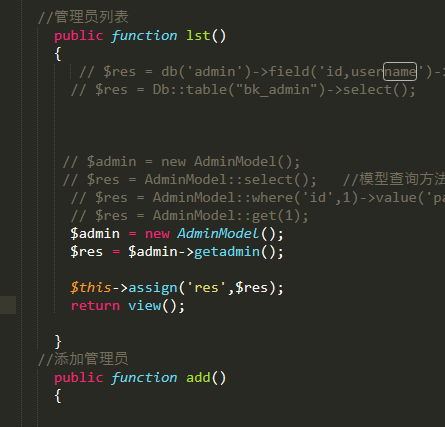 //管理员列表
public function lst()
{
// $res = db('admin')->field('id,username')->
// $res = Db::table("bk_admin")->select();
// $admin = new AdminModel();
// $res = AdminModel::select();   //模型查询方法
// $res = AdminModel::where('id',1)->value('pa
// $res = AdminModel::get(1);
$admin = new AdminModel();
$res = $admin->getadmin();
$this->assign('res',$res);
return view();
}
//添加管理员
public function add()
{